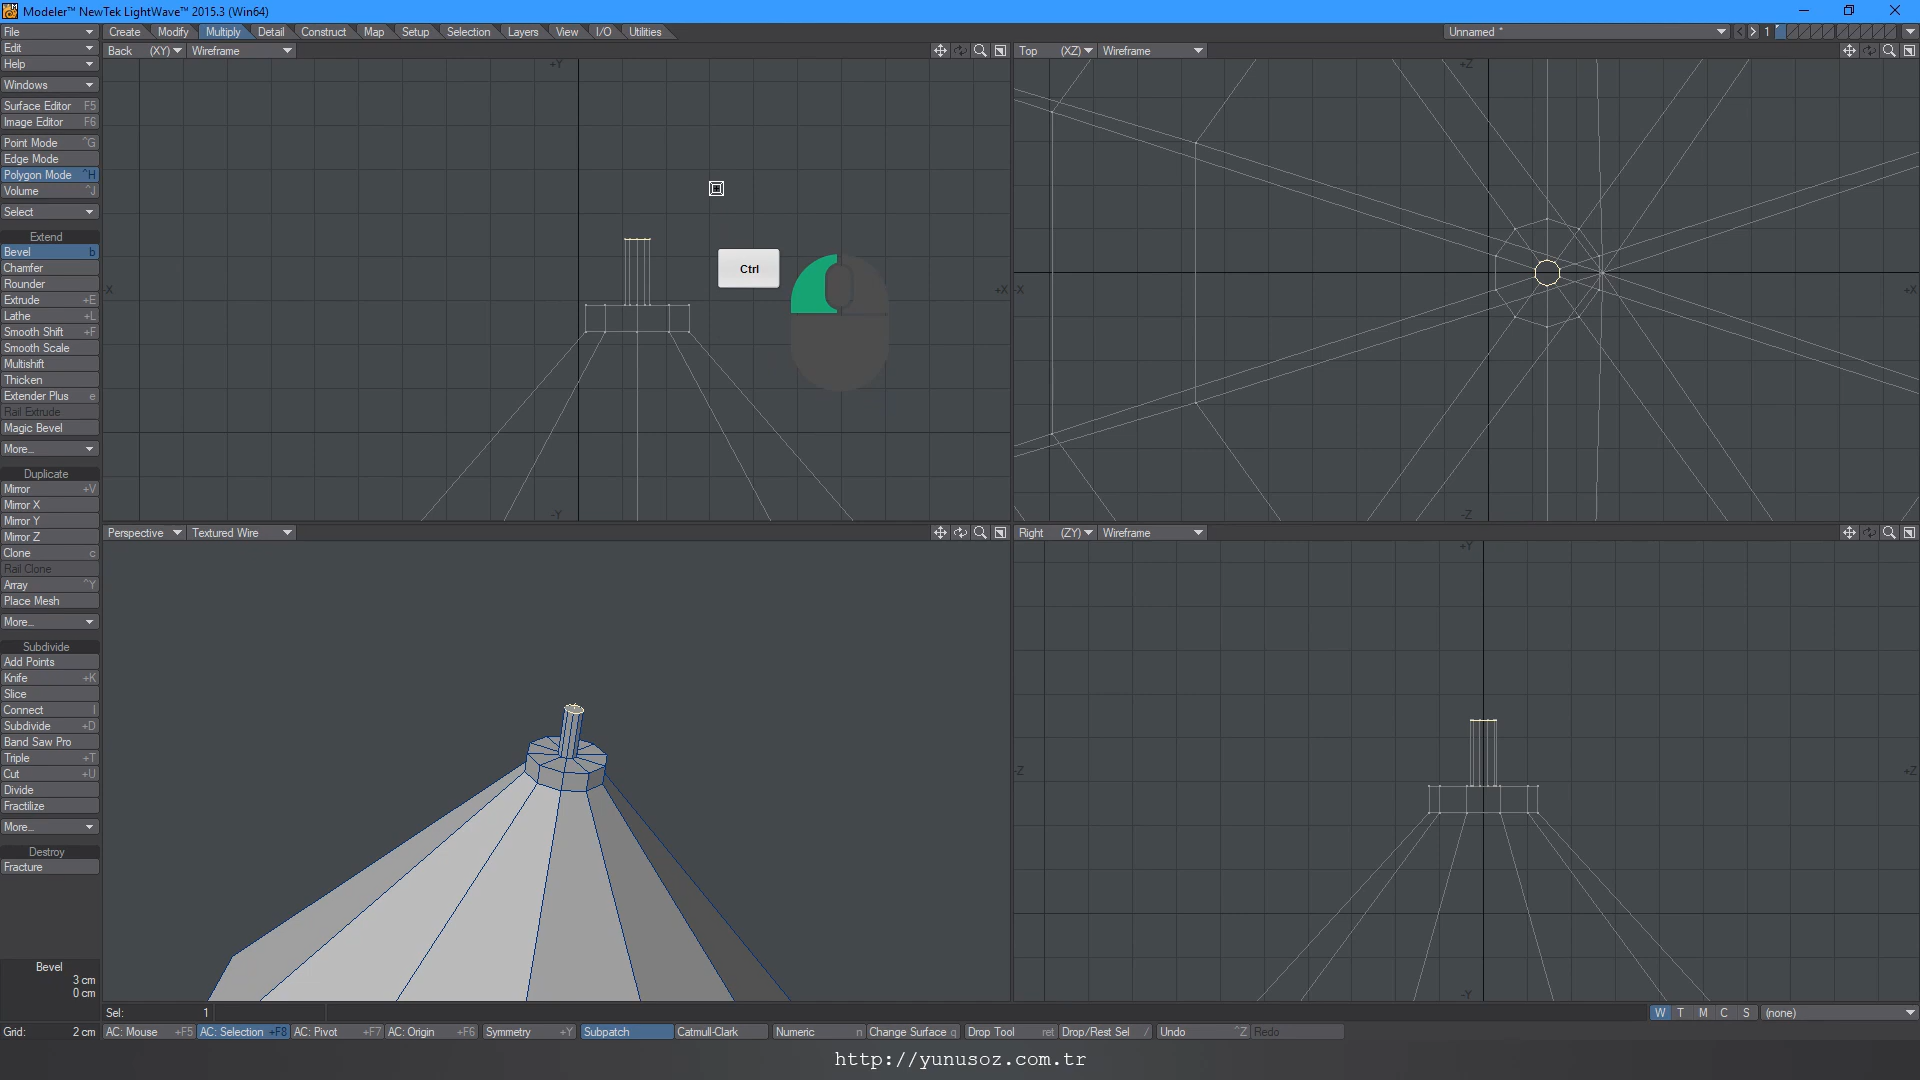 Modeler™ NewTek LightWave™ 2015.3 (Win64)
File
Edit
Help
Windows
Surface Editor F5
Image Editor F6
Point Mode ^G
Edge Mode
Polygon Mode ^H
Volume ^J
Select
Extend
Bevel b
Chamfer
Rounder
Extrude +E
Lathe +L
Smooth Shift +F
Smooth Scale
Multishift
Thicken
Extender Plus e
Rail Extrude
Magic Bevel
More...
Duplicate
Mirror +V
Mirror X
Mirror Y
Mirror Z
Clone c
Rail Clone
Array ^Y
Place Mesh
More...
Subdivide
Add Points
Knife +K
Slice
Connect l
Subdivide +D
Band Saw Pro
Triple +T
Cut +U
Divide
Fractilize
More...
Destroy
Fracture
Bevel
3 cm
0 cm
Grid: 2 cm
Create Modify Multiply Detail Construct Map Setup Selection Layers View I/O Utilities
Unnamed * < > 1
Back (XY) Wireframe
+Y
-X +X
-Y
Ctrl
Top (XZ) Wireframe
+Z
-X +X
-Z
Perspective Textured Wire
Right (ZY) Wireframe
+Y
-Z +Z
-Y
Sel: 1
W T M C S (none)
AC: Mouse +F5 AC: Selection +F8 AC: Pivot +F7 AC: Origin +F6 Symmetry +Y Subpatch Catmull-Clark Numeric n Change Surface q Drop Tool ret Drop/Rest Sel / Undo ^Z Redo
http://yunusoz.com.tr